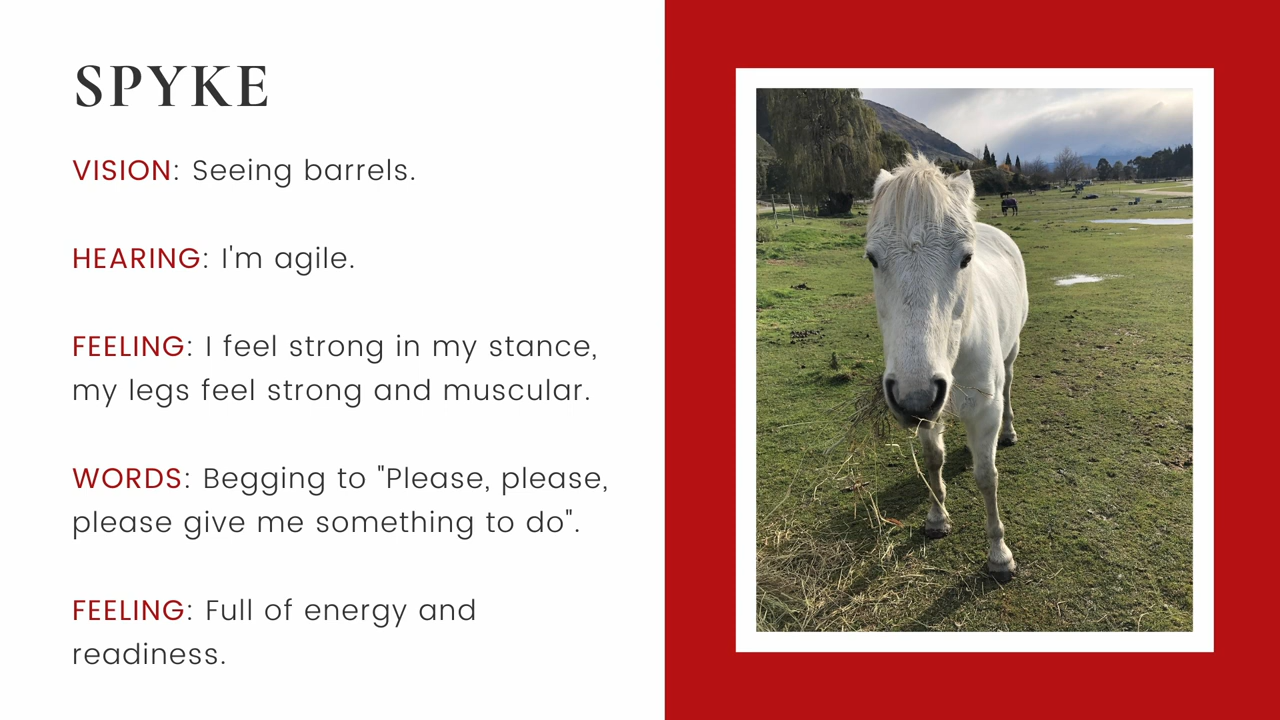 SPYKE
VISION: Seeing barrels.
HEARING: I'm agile.
FEELING: I feel strong in my stance,
my legs feel strong and muscular.
WORDS: Begging to "Please, please,
please give me something to do".
FEELING: Full of energy and
readiness.